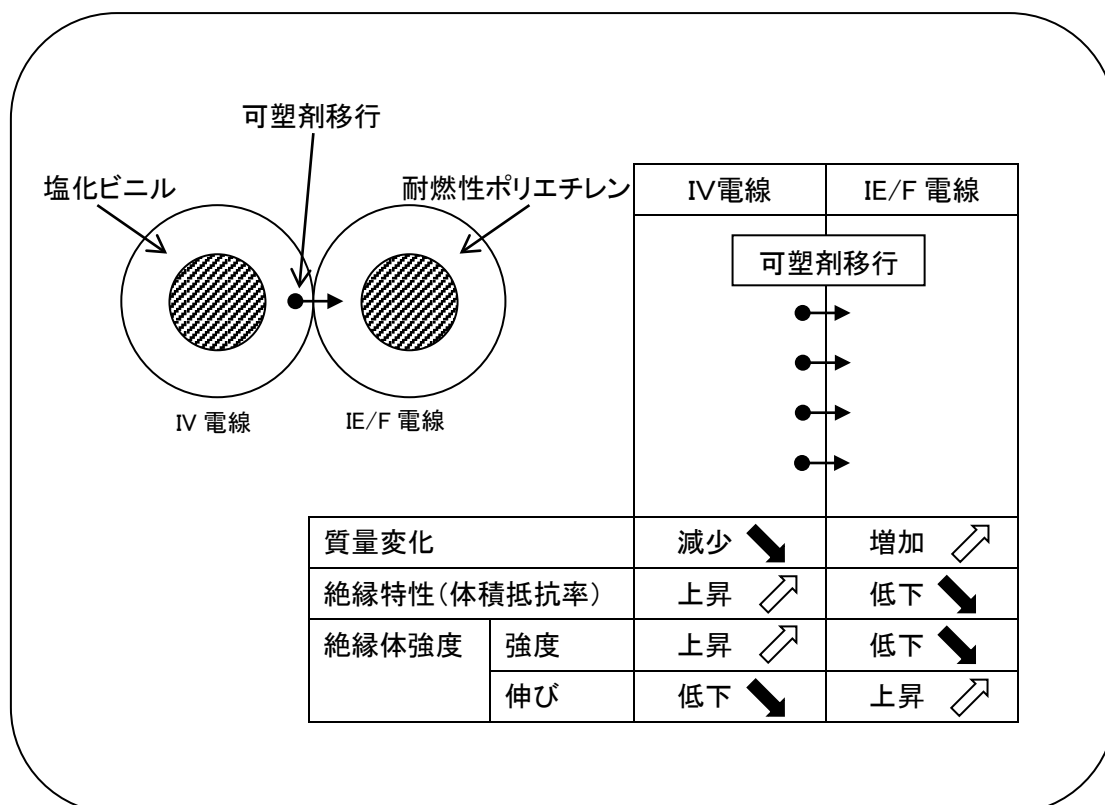 可塑剤移行
塩化ビニル
耐燃性ポリエチレン
IV 電線
IE/F 電線
IV電線 IE/F 電線
可塑剤移行
質量変化 減少 増加
絶縁特性(体積抵抗率) 上昇 低下
絶縁体強度 強度 上昇 低下
伸び 低下 上昇